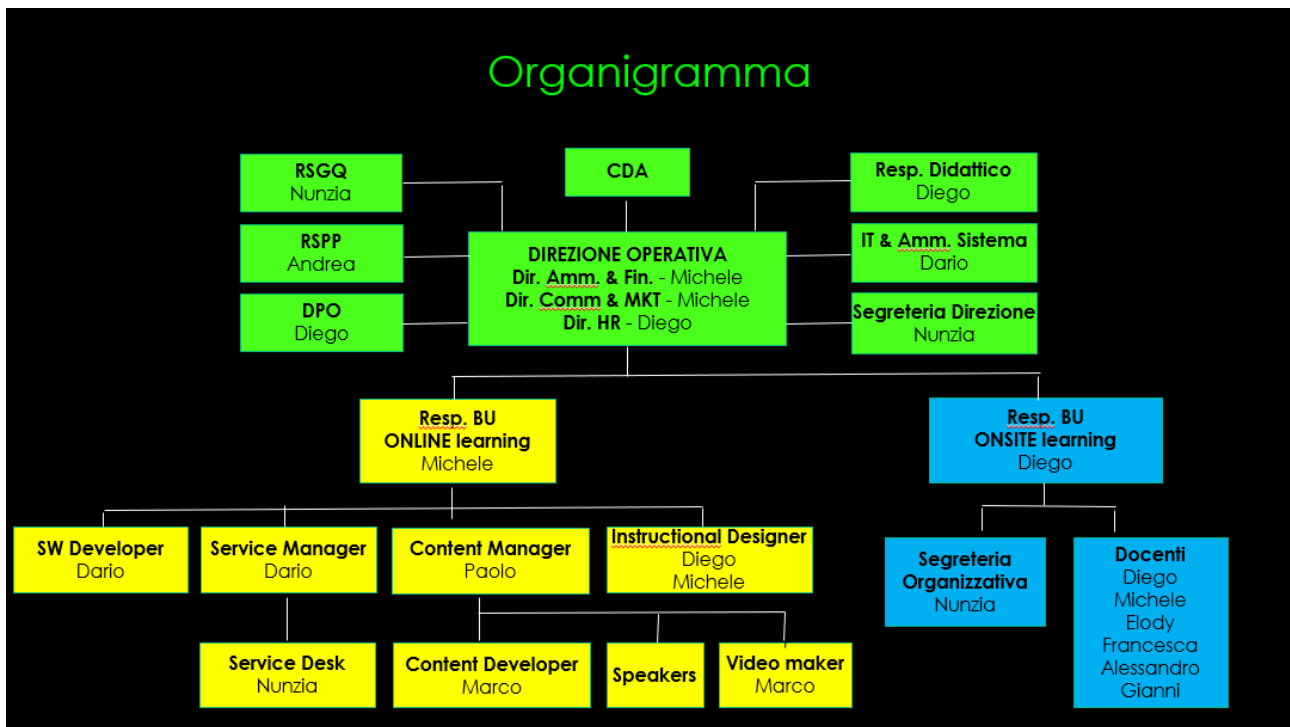 Organigramma
RSGQ
Nunzia
CDA
Resp. Didattico
Diego
RSPP
Andrea
DIREZIONE OPERATIVA
Dir. Amm. & Fin. - Michele
Dir. Comm & MKT - Michele
Dir. HR - Diego
IT & Amm. Sistema
Dario
DPO
Diego
Segreteria Direzione
Nunzia
Resp. BU
ONLINE learning
Michele
Resp. BU
ONSITE learning
Diego
SW Developer
Dario
Service Manager
Dario
Content Manager
Paolo
Instructional Designer
Diego
Michele
Segreteria
Organizzativa
Nunzia
Docenti
Diego
Michele
Elody
Francesca
Alessandro
Gianni
Service Desk
Nunzia
Content Developer
Marco
Speakers
Video maker
Marco